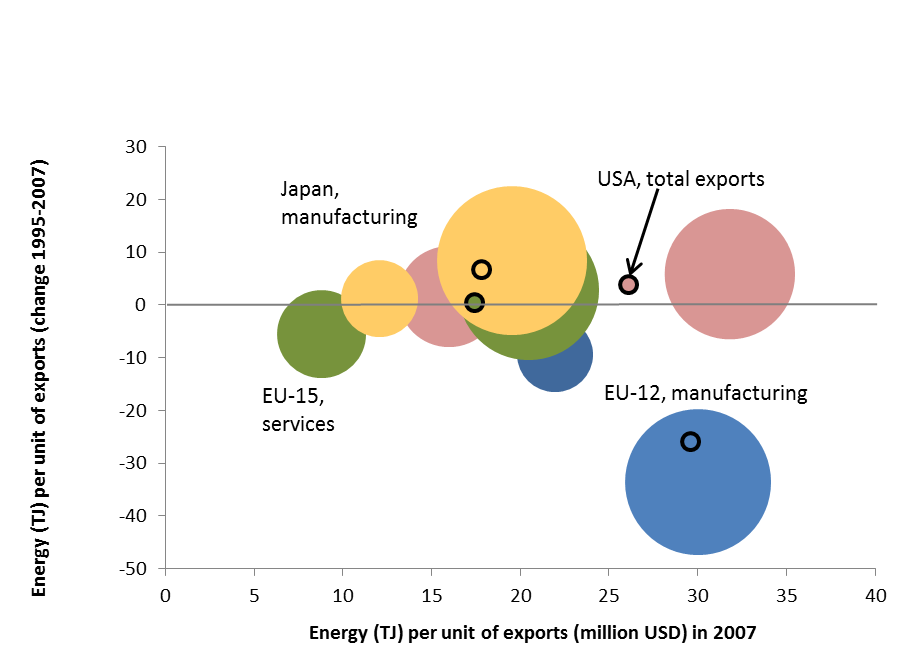 30
20
10
0
-10
-20
-30
-40
-50
Energy (TJ) per unit of exports (change 1995-2007)
Japan,
manufacturing
USA, total exports
EU-15,
services
EU-12, manufacturing
0 5 10 15 20 25 30 35 40
Energy (TJ) per unit of exports (million USD) in 2007